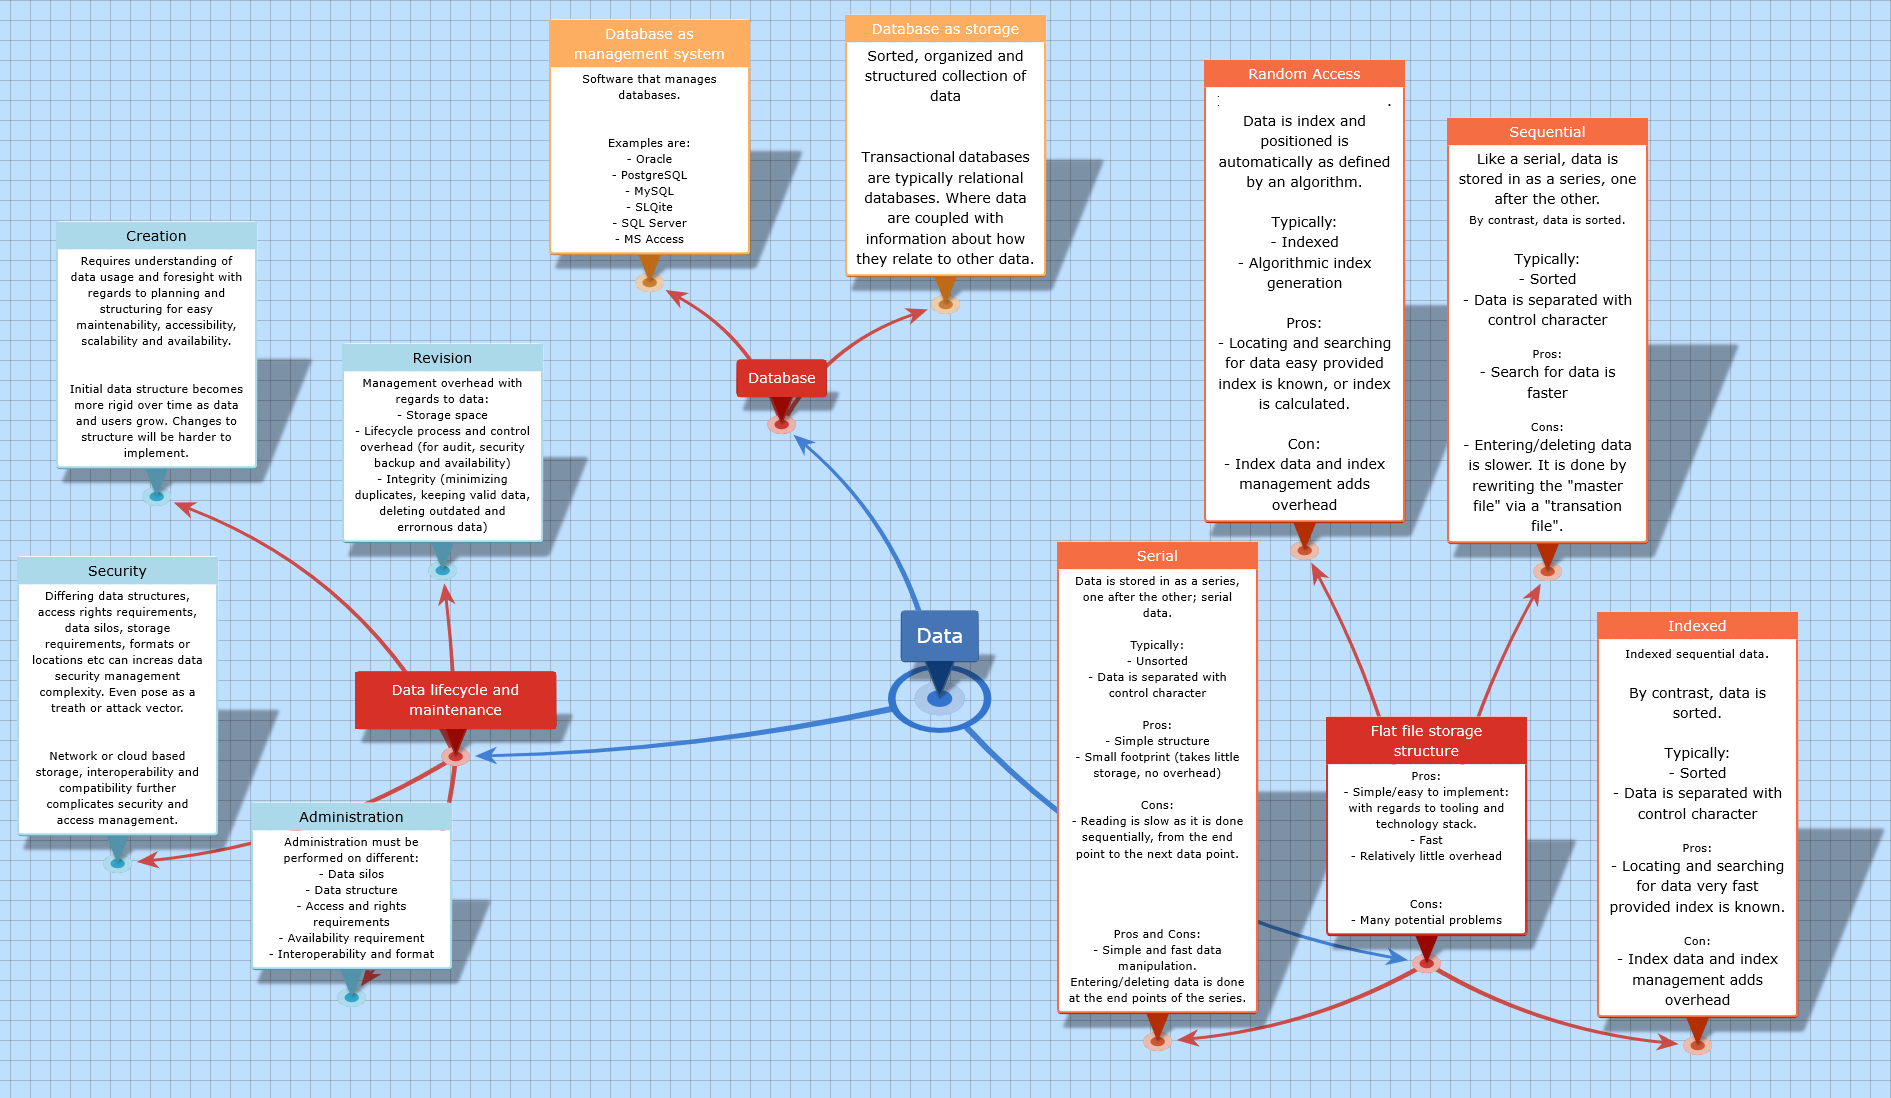 Database as
management system
Software that manages
databases.
Examples are:
- Oracle
- PostgreSQL
- MySQL
- SLQite
- SQL Server
- MS Access
Database as storage
Sorted, organized and
structured collection of
data
Transactional databases
are typically relational
databases. Where data
are coupled with
information about how
they relate to other data.
Random Access
Data is index and
positioned is
automatically as defined
by an algorithm.
Typically:
- Indexed
- Algorithmic index
generation
Pros:
- Locating and searching
for data easy provided
index is known, or index
is calculated.
Con:
- Index data and index
management adds
overhead
Sequential
Like a serial, data is
stored in as a series, one
after the other.
By contrast, data is sorted.
Typically:
- Sorted
- Data is separated with
control character
Pros:
- Search for data is
faster
Cons:
- Entering/deleting data
is slower. It is done by
rewriting the "master
file" via a "transation
file".
Creation
Requires understanding of
data usage and foresight with
regards to planning and
structuring for easy
maintenability, accessibility,
scalability and availability.
Initial data structure becomes
more rigid over time as data
and users grow. Changes to
structure will be harder to
implement.
Revision
Management overhead with
regards to data:
- Storage space
- Lifecycle process and control
overhead (for audit, security
backup and availability)
- Integrity (minimizing
duplicates, keeping valid data,
deleting outdated and
errornous data)
Database
Security
Differing data structures,
access rights requirements,
data silos, storage
requirements, formats or
locations etc can increas data
security management
complexity. Even pose as a
treath or attack vector.
Network or cloud based
storage, interoperability and
compatibility further
complicates security and
access management.
Data lifecycle and
maintenance
Data
Administration
Administration must be
performed on different:
- Data silos
- Data structure
- Access and rights
requirements
- Availability requirement
- Interoperability and format
Serial
Data is stored in as a series,
one after the other; serial
data.
Typically:
- Unsorted
- Data is separated with
control character
Pros:
- Simple structure
- Small footprint (takes little
storage, no overhead)
Cons:
- Reading is slow as it is done
sequentially, from the end
point to the next data point.
Pros and Cons:
- Simple and fast data
manipulation.
Entering/deleting data is done
at the end points of the series.
Flat file storage
structure
Pros:
- Simple/easy to implement:
with regards to tooling and
technology stack.
- Fast
- Relatively little overhead
Cons:
- Many potential problems
Indexed
Indexed sequential data.
By contrast, data is
sorted.
Typically:
- Sorted
- Data is separated with
control character
Pros:
- Locating and searching
for data very fast
provided index is known.
Con:
- Index data and index
management adds
overhead